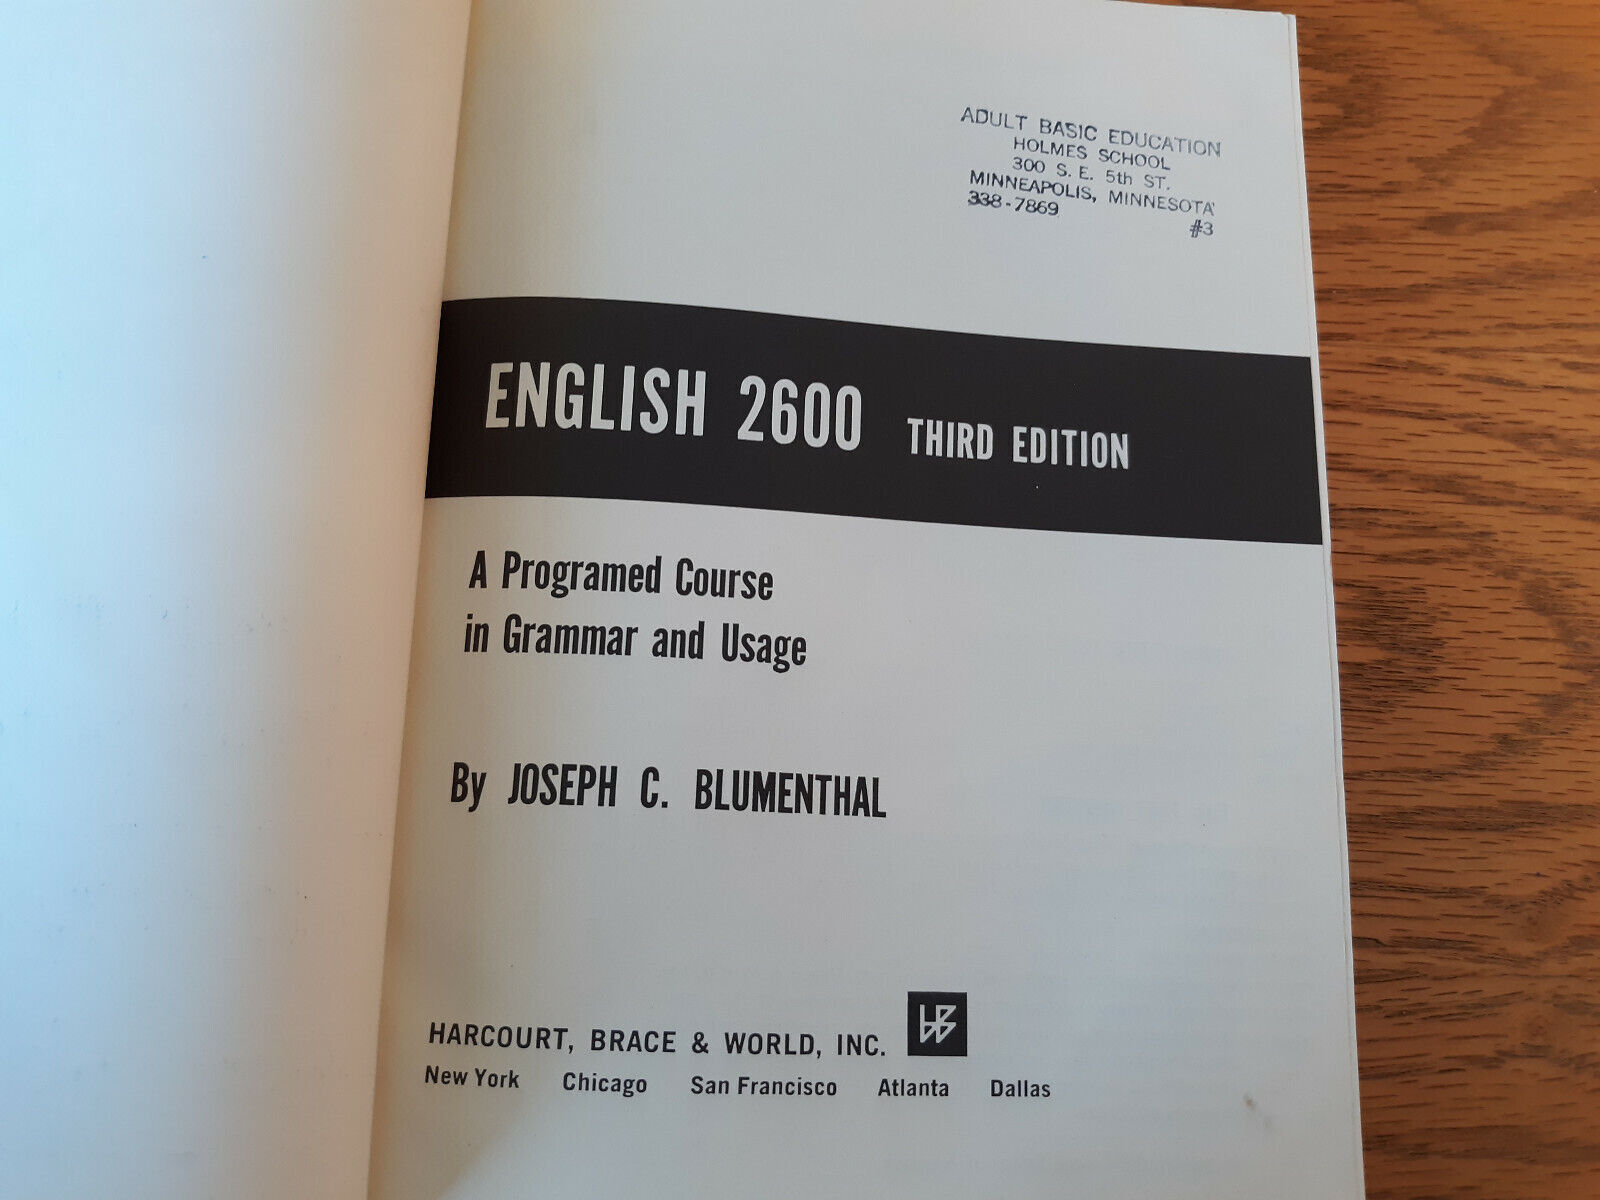 ADULT BASIC EDUCATION
HOLMES SCHOOL
300 S. E. 5th ST.
MINNEAPOLIS, MINNESOTA
338-7869
#3
ENGLISH 2600 THIRD EDITION
A Programed Course
in Grammar and Usage
By JOSEPH C. BLUMENTHAL
HARCOURT, BRACE & WORLD, INC.
New York Chicago San Francisco Atlanta Dallas